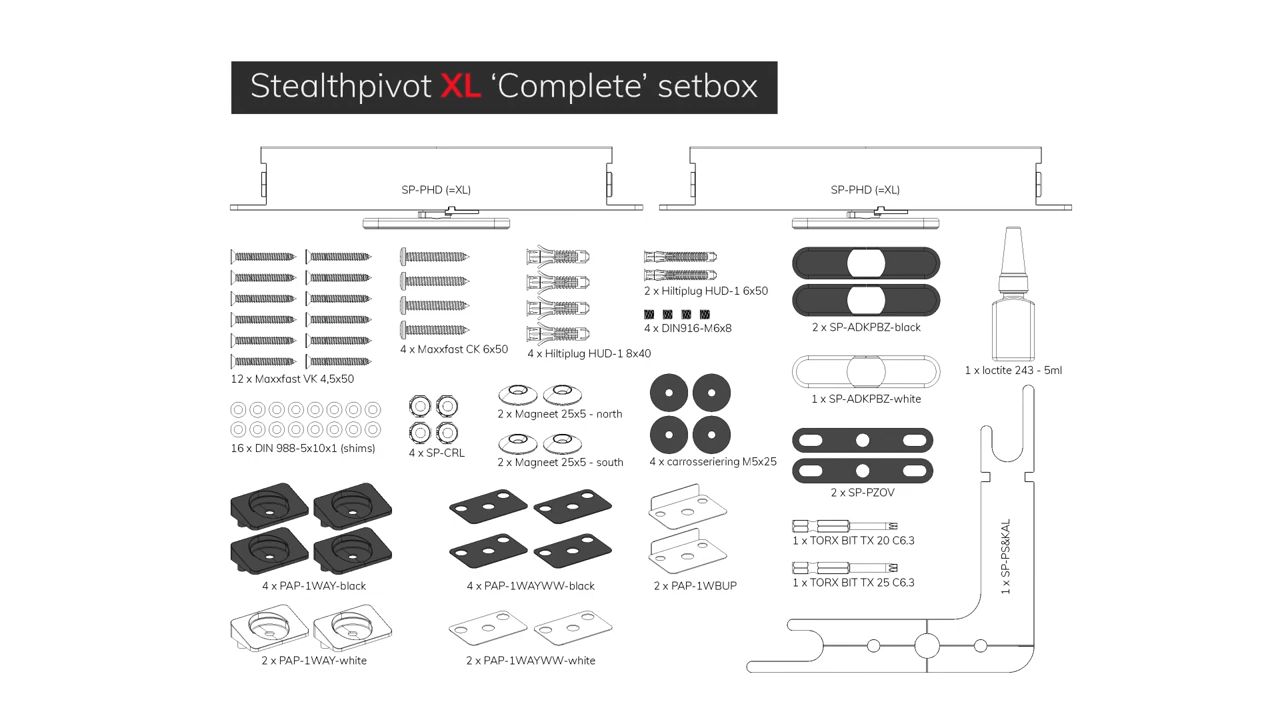 Stealthpivot XL ‘Complete’ setbox
SP-PHD (=XL)
SP-PHD (=XL)
12 x Maxxfast VK 4,5x50
4 x Maxxfast CK 6x50
4 x Hiltiplug HUD-1 8x40
2 x Hiltiplug HUD-1 6x50
4 x DIN916-M6x8
2 x SP-ADKPBZ-black
1 x loctite 243 - 5ml
1 x SP-ADKPBZ-white
16 x DIN 988-5x10x1 (shims)
4 x SP-CRL
2 x Magneet 25x5 - north
2 x Magneet 25x5 - south
4 x carrosseriering M5x25
2 x SP-PZOV
1 x TORX BIT TX 20 C6.3
1 x TORX BIT TX 25 C6.3
1 x SP-PS&KAL
4 x PAP-1WAY-black
4 x PAP-1WAYWW-black
2 x PAP-1WBUP
2 x PAP-1WAY-white
2 x PAP-1WAYWW-white